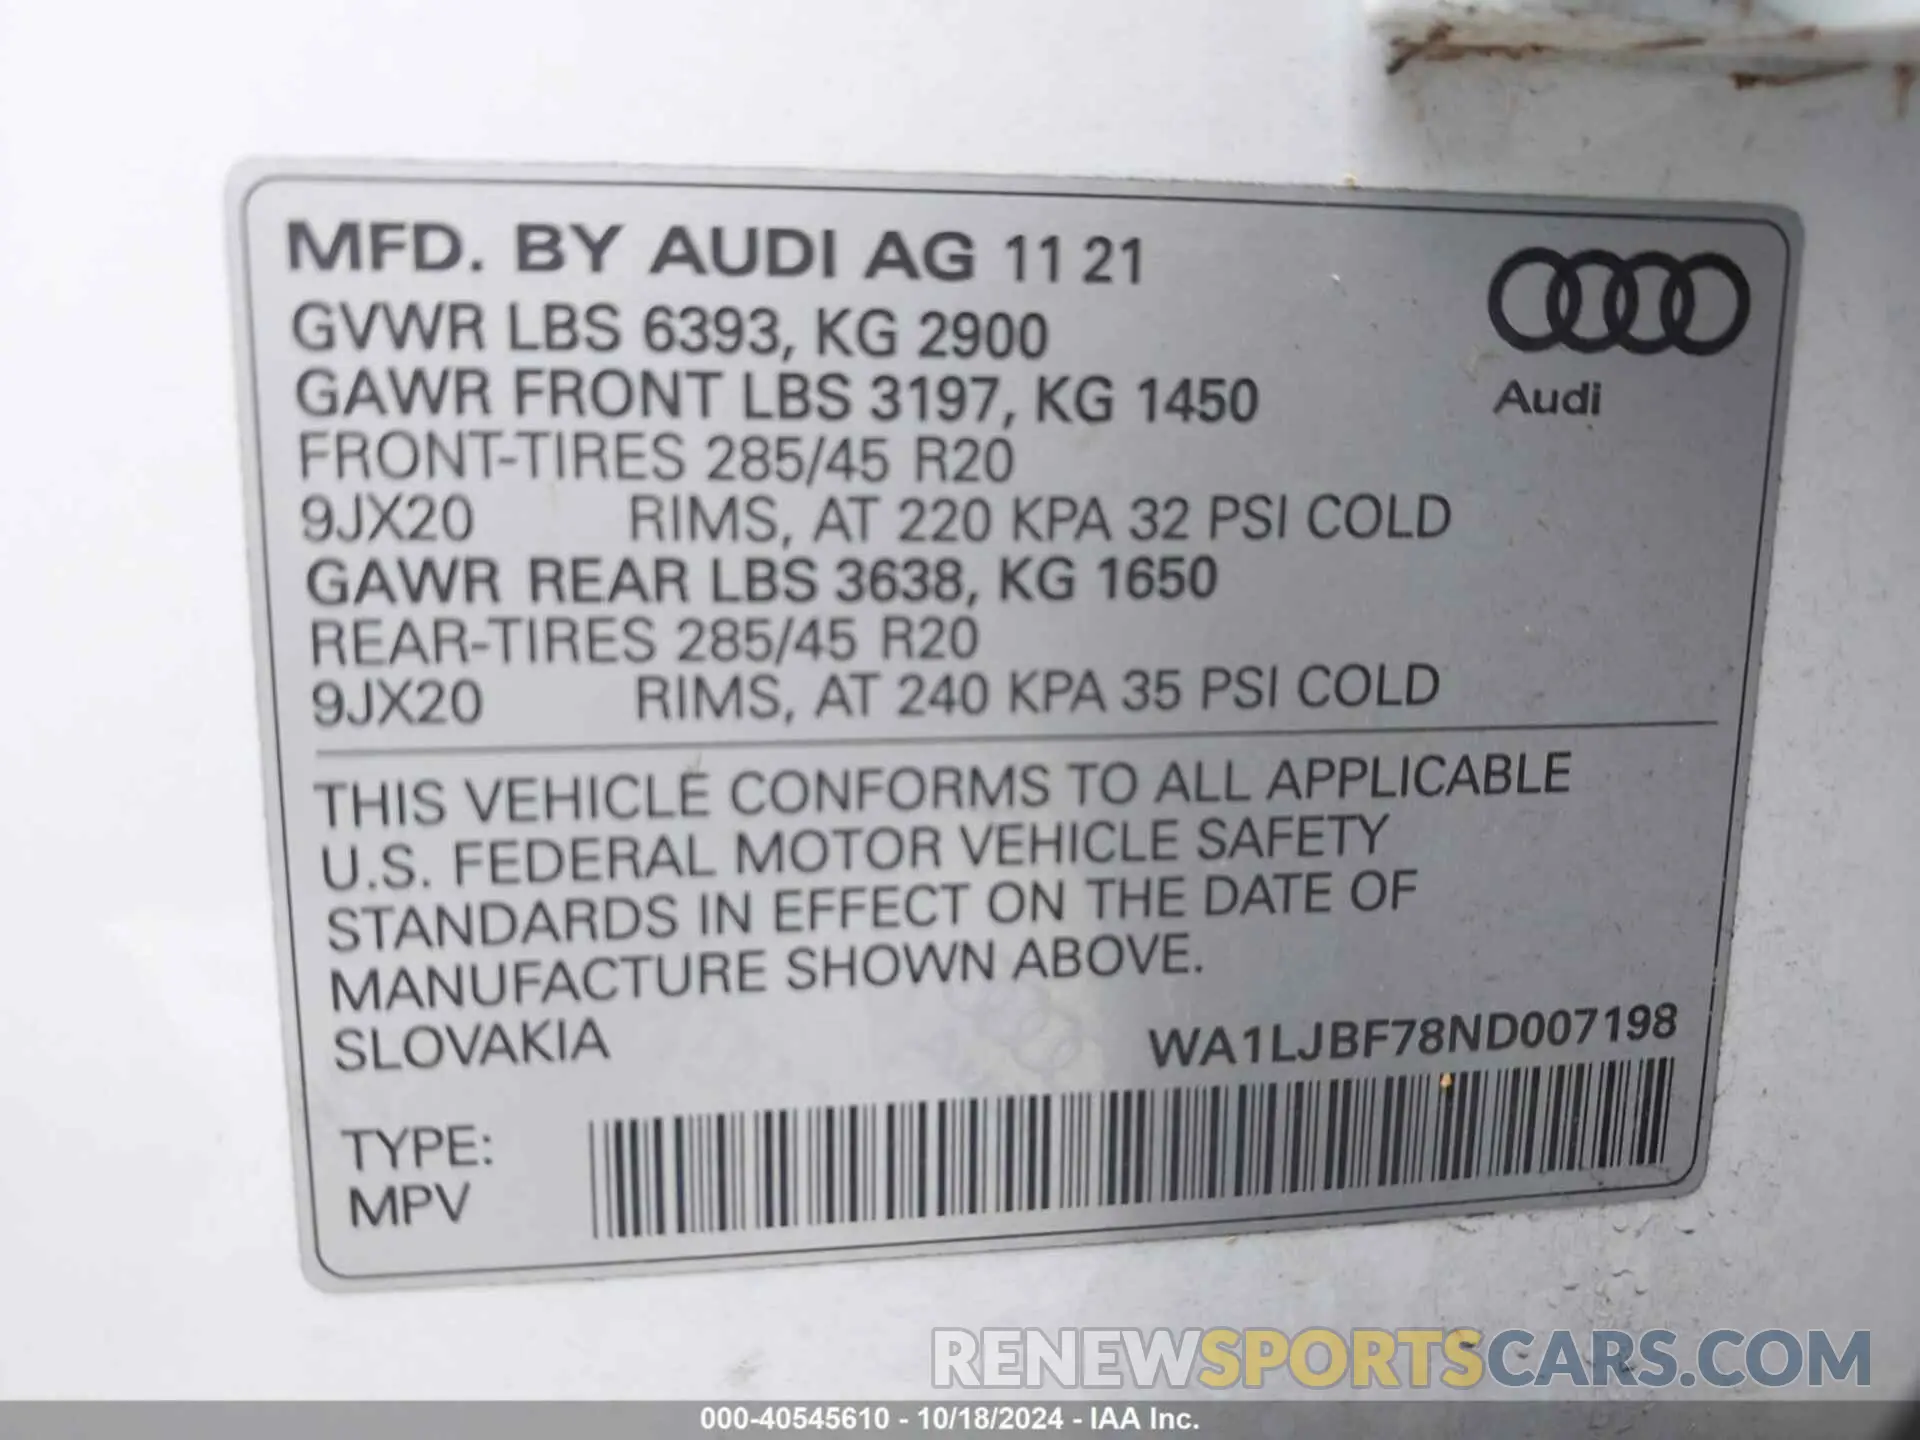 MFD. BY AUDI AG 11 21
GVWR LBS 6393, KG 2900
GAWR FRONT LBS 3197, KG 1450
Audi
FRONT-TIRES 285/45 R20
9JX20 RIMS, AT 220 KPA 32 PSI COLD
GAWR REAR LBS 3638, KG 1650
REAR-TIRES 285/45 R20
9JX20 RIMS, AT 240 KPA 35 PSI COLD
THIS VEHICLE CONFORMS TO ALL APPLICABLE
U.S. FEDERAL MOTOR VEHICLE SAFETY
STANDARDS IN EFFECT ON THE DATE OF
MANUFACTURE SHOWN ABOVE.
SLOVAKIA WA1LJBF78ND007198
TYPE:
MPV
RENEWSPORTSCARS.COM
000-40545610 - 10/18/2024 - IAA Inc.